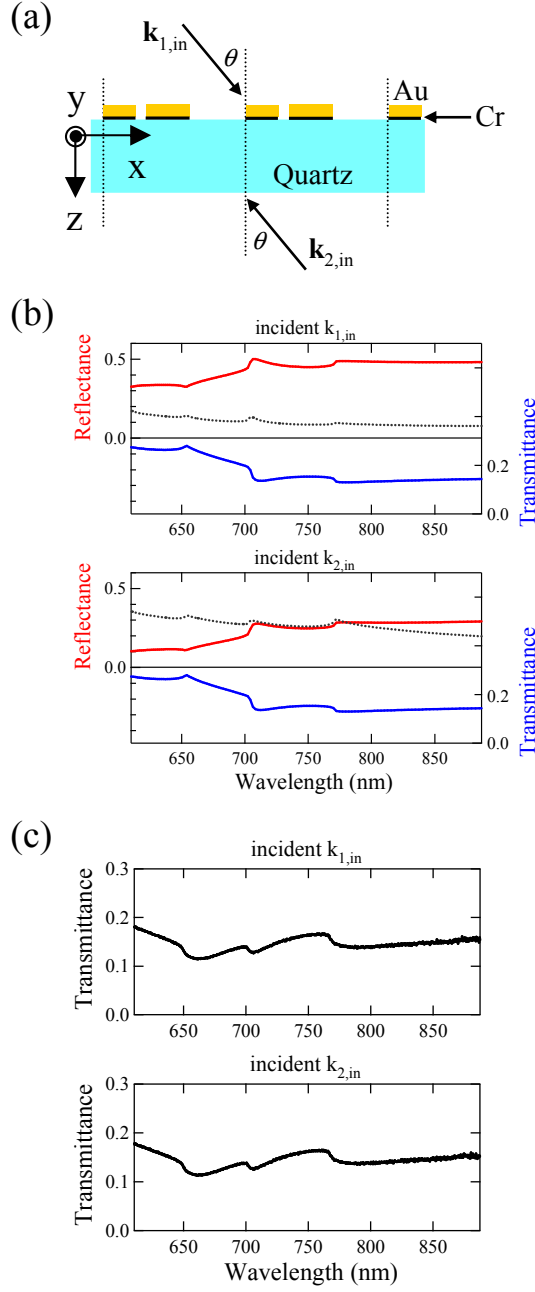 (a)
k1,in
θ
Au
Cr
y
x
z
Quartz
θ
k2,in
(b)
incident k1,in
Reflectance
0.5
0.0
Transmittance
0.2
0.0
650 700 750 800 850
incident k2,in
Reflectance
0.5
0.0
Transmittance
0.2
0.0
650 700 750 800 850
Wavelength (nm)
(c)
incident k1,in
Transmittance
0.3
0.2
0.1
0.0
650 700 750 800 850
incident k2,in
Transmittance
0.3
0.2
0.1
0.0
650 700 750 800 850
Wavelength (nm)